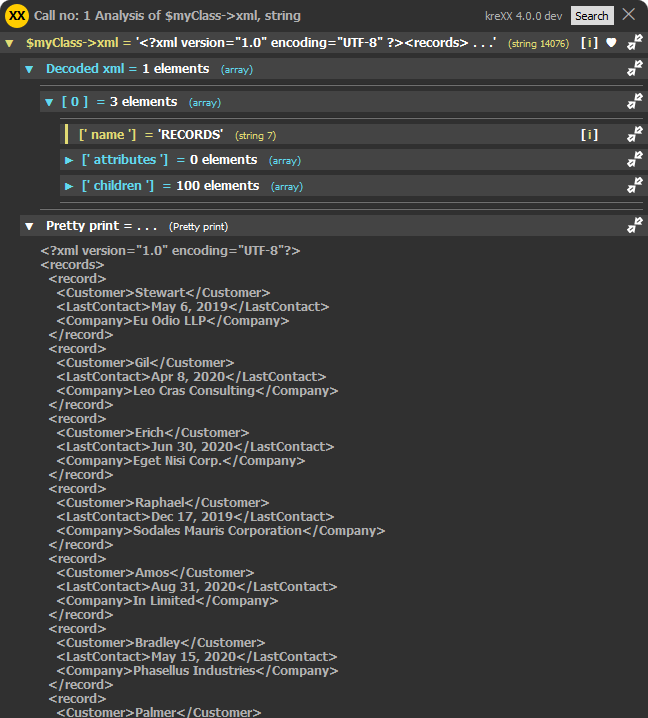 XX Call no: 1 Analysis of $myClass->xml, string kreXX 4.0.0 dev Search
$myClass->xml = '<?xml version="1.0" encoding="UTF-8" ?><records> . . .' (string 14076) [ i ]
Decoded xml = 1 elements (array)
[ 0 ] = 3 elements (array)
[' name '] = 'RECORDS' (string 7) [ i ]
[' attributes '] = 0 elements (array)
[' children '] = 100 elements (array)
Pretty print = . . . (Pretty print)
<?xml version="1.0" encoding="UTF-8"?>
<records>
<record>
<Customer>Stewart</Customer>
<LastContact>May 6, 2019</LastContact>
<Company>Eu Odio LLP</Company>
</record>
<record>
<Customer>Gil</Customer>
<LastContact>Apr 8, 2020</LastContact>
<Company>Leo Cras Consulting</Company>
</record>
<record>
<Customer>Erich</Customer>
<LastContact>Jun 30, 2020</LastContact>
<Company>Eget Nisi Corp.</Company>
</record>
<record>
<Customer>Raphael</Customer>
<LastContact>Dec 17, 2019</LastContact>
<Company>Sodales Mauris Corporation</Company>
</record>
<record>
<Customer>Amos</Customer>
<LastContact>Aug 31, 2020</LastContact>
<Company>In Limited</Company>
</record>
<record>
<Customer>Bradley</Customer>
<LastContact>May 15, 2020</LastContact>
<Company>Phasellus Industries</Company>
</record>
<record>
<Customer>Palmer</Customer>